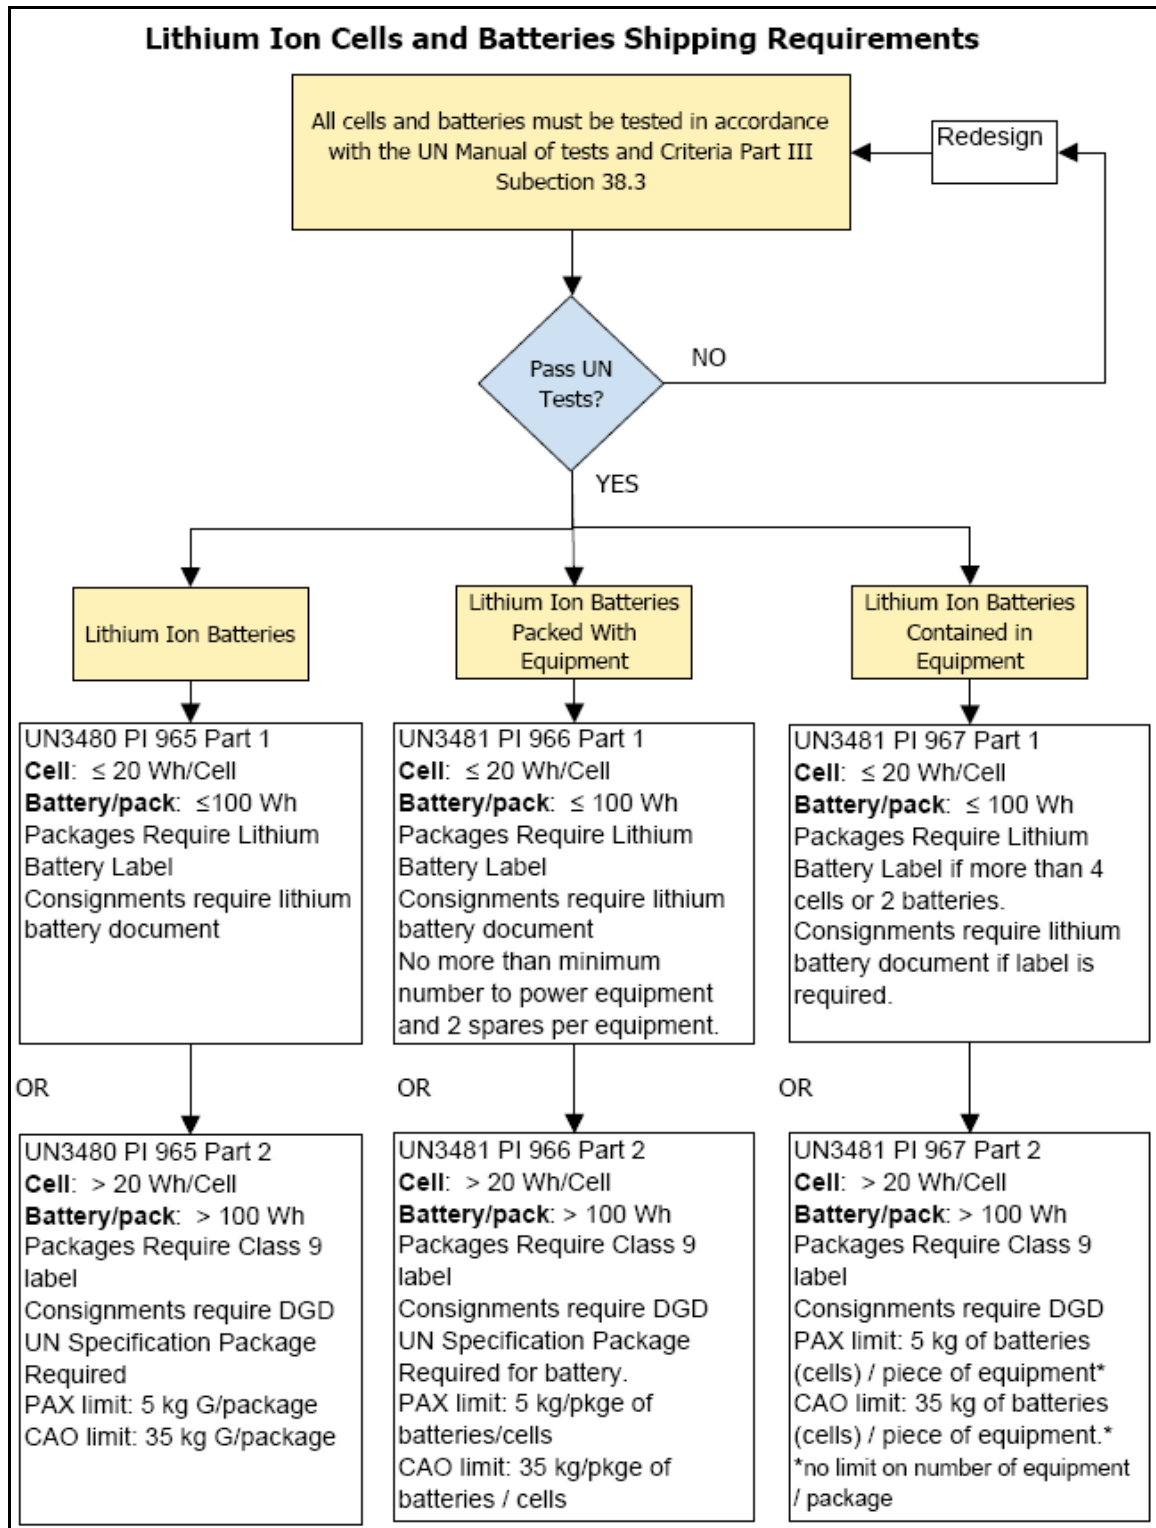 Lithium Ion Cells and Batteries Shipping Requirements
All cells and batteries must be tested in accordance
with the UN Manual of tests and Criteria Part III
Subection 38.3
Redesign
Pass UN
Tests?
NO
YES
Lithium Ion Batteries
Lithium Ion Batteries
Packed With
Equipment
Lithium Ion Batteries
Contained in
Equipment
UN3480 PI 965 Part 1
Cell: ≤ 20 Wh/Cell
Battery/pack: ≤100 Wh
Packages Require Lithium
Battery Label
Consignments require lithium
battery document
UN3481 PI 966 Part 1
Cell: ≤ 20 Wh/Cell
Battery/pack: ≤ 100 Wh
Packages Require Lithium
Battery Label
Consignments require lithium
battery document
No more than minimum
number to power equipment
and 2 spares per equipment.
UN3481 PI 967 Part 1
Cell: ≤ 20 Wh/Cell
Battery/pack: ≤ 100 Wh
Packages Require Lithium
Battery Label if more than 4
cells or 2 batteries.
Consignments require lithium
battery document if label is
required.
OR
OR
OR
UN3480 PI 965 Part 2
Cell: > 20 Wh/Cell
Battery/pack: > 100 Wh
Packages Require Class 9
label
Consignments require DGD
UN Specification Package
Required
PAX limit: 5 kg G/package
CAO limit: 35 kg G/package
UN3481 PI 966 Part 2
Cell: > 20 Wh/Cell
Battery/pack: > 100 Wh
Packages Require Class 9
label
Consignments require DGD
UN Specification Package
Required for battery.
PAX limit: 5 kg/pkge of
batteries/cells
CAO limit: 35 kg/pkge of
batteries / cells
UN3481 PI 967 Part 2
Cell: > 20 Wh/Cell
Battery/pack: > 100 Wh
Packages Require Class 9
label
Consignments require DGD
PAX limit: 5 kg of batteries
(cells) / piece of equipment*
CAO limit: 35 kg of batteries
(cells) / piece of equipment.*
*no limit on number of equipment
/ package